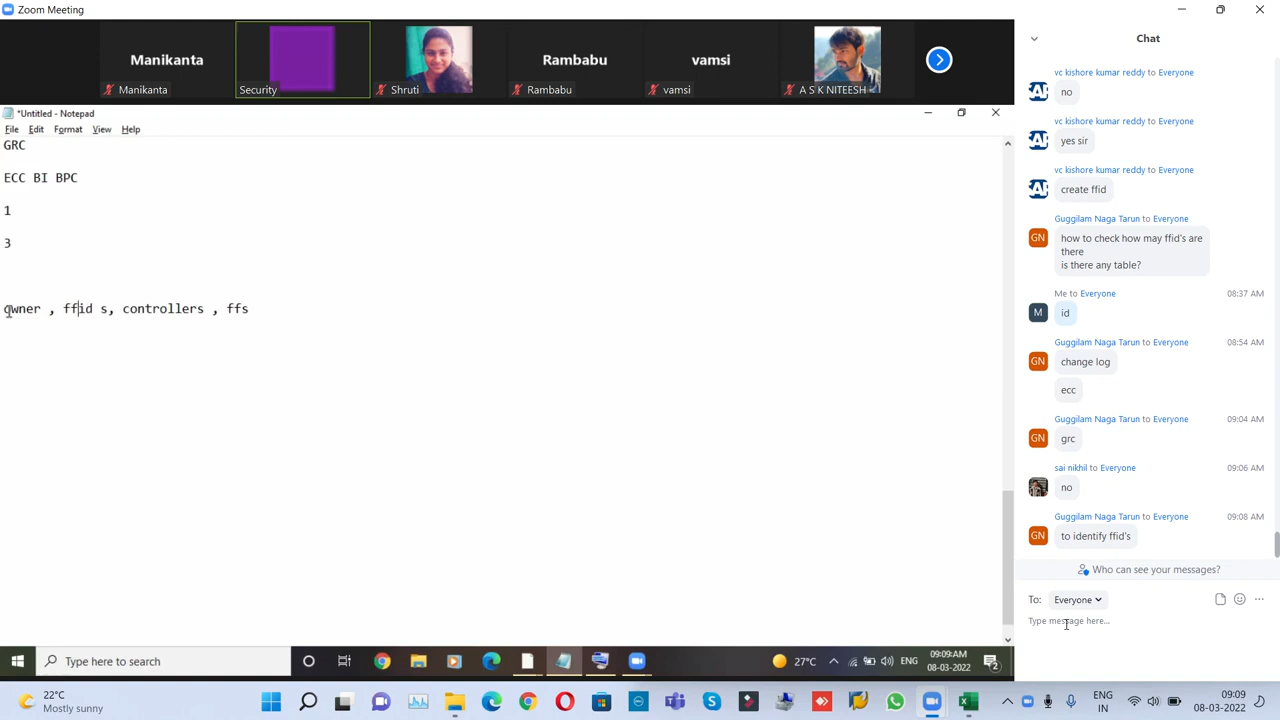 Zoom Meeting
Manikanta
Rambabu
vamsi
Manikanta
Security
Shruti
Rambabu
vamsi
A S K NITEESH
*Untitled - Notepad
File Edit Format View Help
GRC
ECC BI BPC
1
3
owner , ffid s, controllers , ffs
Type here to search
27°C
ENG
09:09 AM
08-03-2022
2
Chat
vc kishore kumar reddy to Everyone
no
vc kishore kumar reddy to Everyone
yes sir
vc kishore kumar reddy to Everyone
create ffid
Guggilam Naga Tarun to Everyone
GN
how to check how may ffid's are
there
is there any table?
Me to Everyone 08:37 AM
M
id
Guggilam Naga Tarun to Everyone 08:54 AM
GN
change log
ecc
Guggilam Naga Tarun to Everyone 09:04 AM
GN
grc
sai nikhil to Everyone 09:06 AM
no
Guggilam Naga Tarun to Everyone 09:08 AM
GN
to identify ffid's
Who can see your messages?
To: Everyone
Type message here...
22°C
Mostly sunny
ENG
IN
09:09
08-03-2022